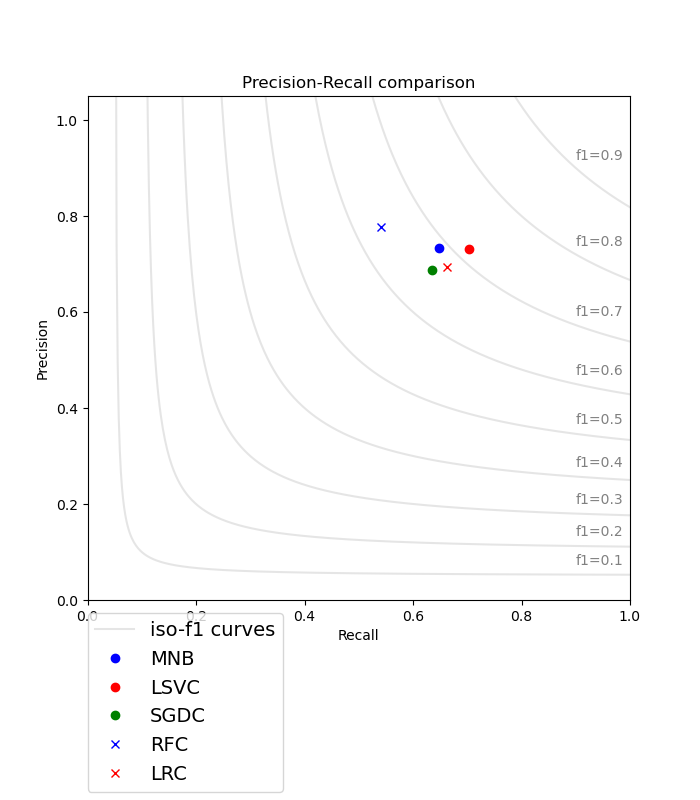 Precision-Recall comparison
1.0
0.8
0.6
0.4
0.2
0.0
Precision
f1=0.9
f1=0.8
f1=0.7
f1=0.6
f1=0.5
f1=0.4
f1=0.3
f1=0.2
f1=0.1
0.0 0.2 0.4 0.6 0.8 1.0
Recall
iso-f1 curves
MNB
LSVC
SGDC
RFC
LRC